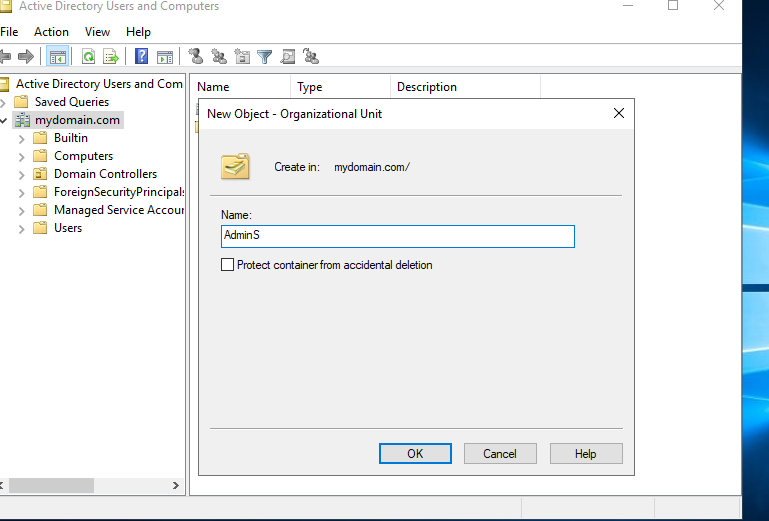 Active Directory Users and Computers
File Action View Help
Active Directory Users and Com
Saved Queries
mydomain.com
Builtin
Computers
Domain Controllers
ForeignSecurityPrincipals
Managed Service Accour
Users
Name Type Description
New Object - Organizational Unit
Create in: mydomain.com/
Name:
AdminS
Protect container from accidental deletion
OK Cancel Help